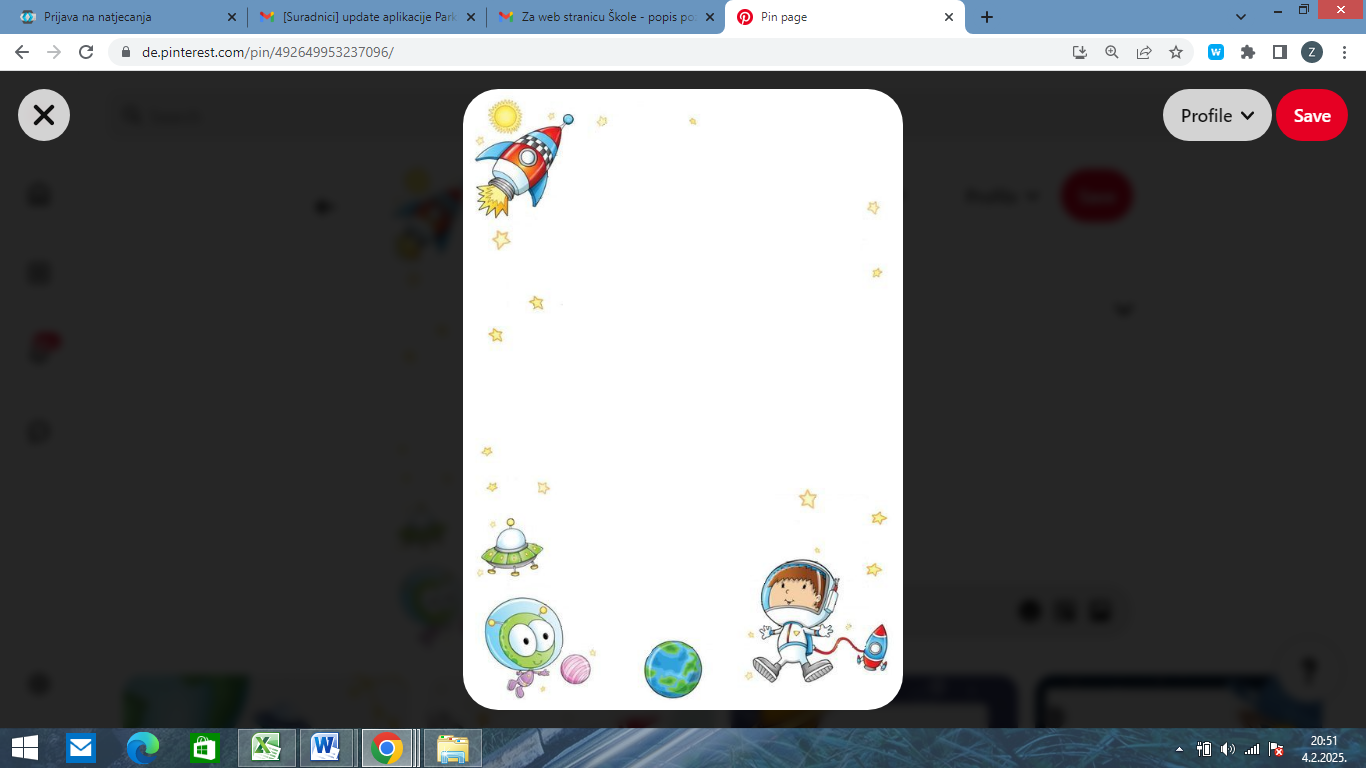 Prijava na natjecanja
[Suradnici] update aplikacije Park
Za web stranicu Škole - popis po
Pin page
de.pinterest.com/pin/492649953237096/
W
Z
Profile
Save
20:51
4.2.2025.